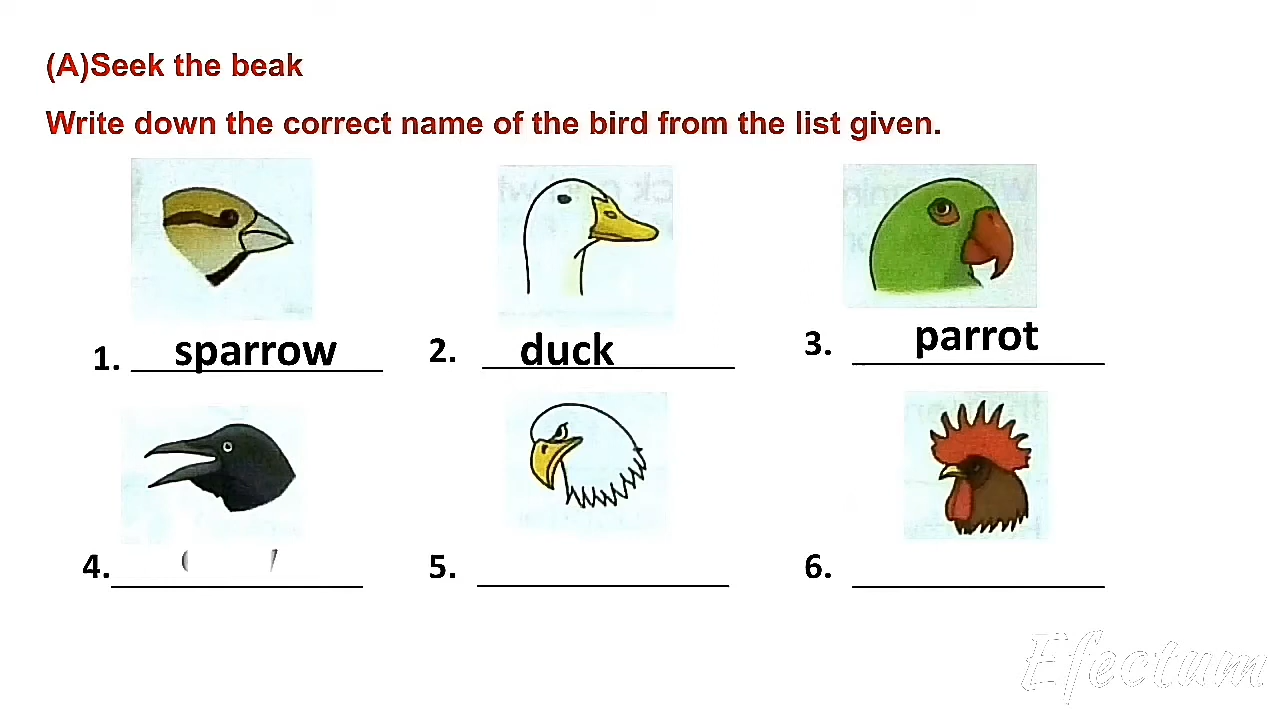 (A)Seek the beak
Write down the correct name of the bird from the list given.
1. sparrow 2. duck 3. parrot
4. 5. 6.
Efectum